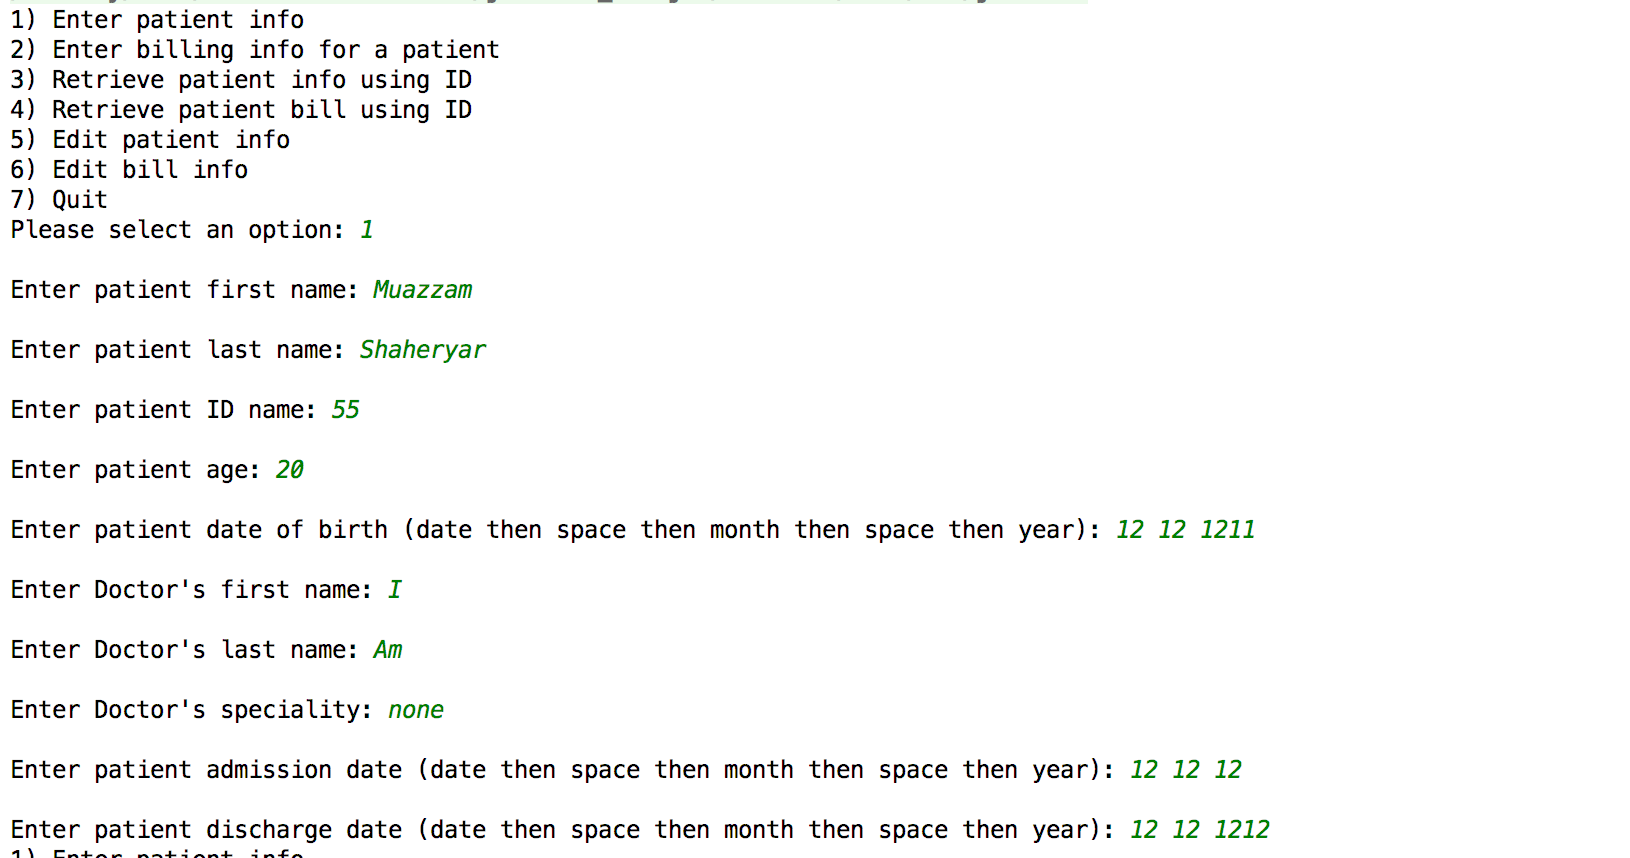 1) Enter patient info
2) Enter billing info for a patient
3) Retrieve patient info using ID
4) Retrieve patient bill using ID
5) Edit patient info
6) Edit bill info
7) Quit
Please select an option: 1
Enter patient first name: Muazzam
Enter patient last name: Shaheryar
Enter patient ID name: 55
Enter patient age: 20
Enter patient date of birth (date then space then month then space then year): 12 12 1211
Enter Doctor's first name: I
Enter Doctor's last name: Am
Enter Doctor's speciality: none
Enter patient admission date (date then space then month then space then year): 12 12 12
Enter patient discharge date (date then space then month then space then year): 12 12 1212
1) Enter patient info